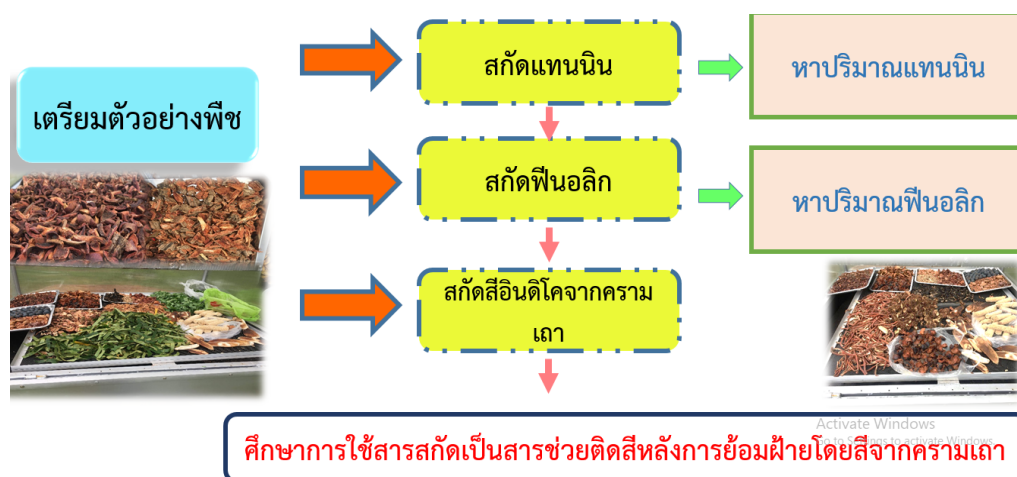 สกัดแทนนิน
หาปริมาณแทนนิน
เตรียมตัวอย่างพืช
สกัดฟีนอลิก
หาปริมาณฟีนอลิก
สกัดสีอินดิโคจากคราม
เถา
Activate Windows
Go to Settings to activate Windows.
ศึกษาการใช้สารสกัดเป็นสารช่วยติดสีหลังการย้อมฝ้ายโดยสีจากครามเถา